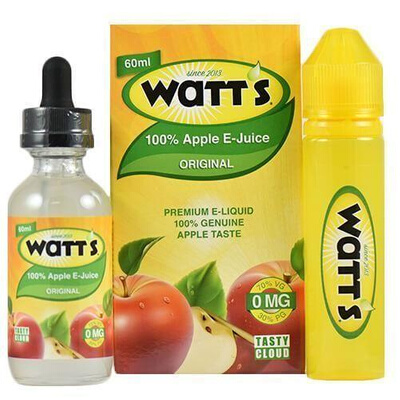 60ml
since 2013
WATT'S
100% Apple E-Juice
ORIGINAL
PREMIUM E-LIQUID
100% GENUINE
APPLE TASTE
70% VG
0 MG
30% PG
TASTY
CLOUD
60ml
WATT'S
100% Apple E-Juice
ORIGINAL
0 MG
TASTY
CLOUD
WATT'S